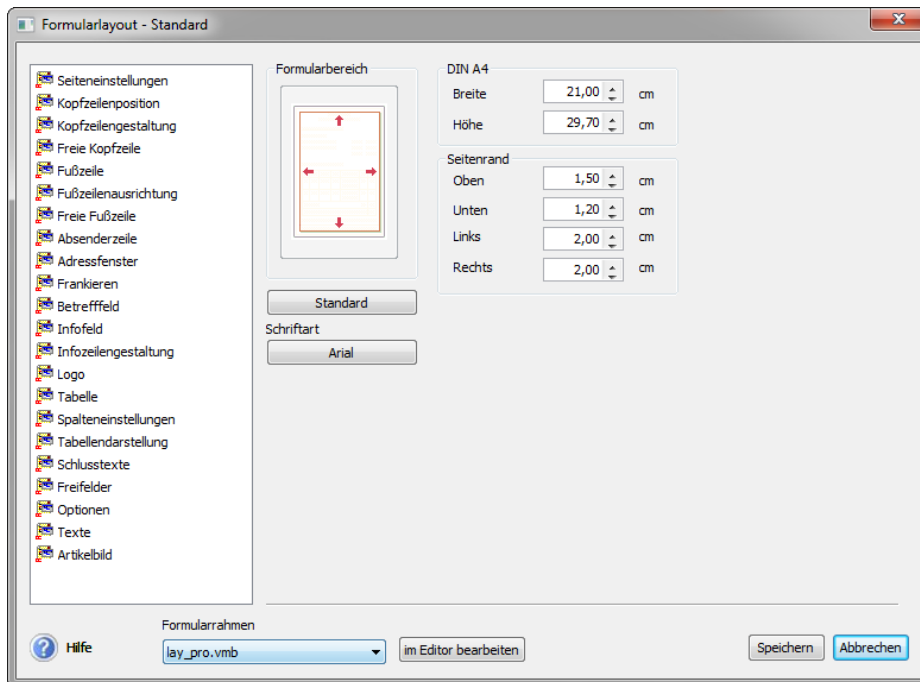 Formularlayout - Standard
Seiteneinstellungen
Kopfzeilenposition
Kopfzeilengestaltung
Freie Kopfzeile
Fußzeile
Fußzeilenausrichtung
Freie Fußzeile
Absenderzeile
Adressfenster
Frankieren
Betrefffeld
Infofeld
Infozeilengestaltung
Logo
Tabelle
Spalteneinstellungen
Tabellendarstellung
Schlusstexte
Freifelder
Optionen
Texte
Artikelbild
Formularbereich
Standard
Schriftart
Arial
DIN A4
Breite 21,00 cm
Höhe 29,70 cm
Seitenrand
Oben 1,50 cm
Unten 1,20 cm
Links 2,00 cm
Rechts 2,00 cm
Hilfe
Formularrahmen
lay_pro.vmb
im Editor bearbeiten
Speichern
Abbrechen